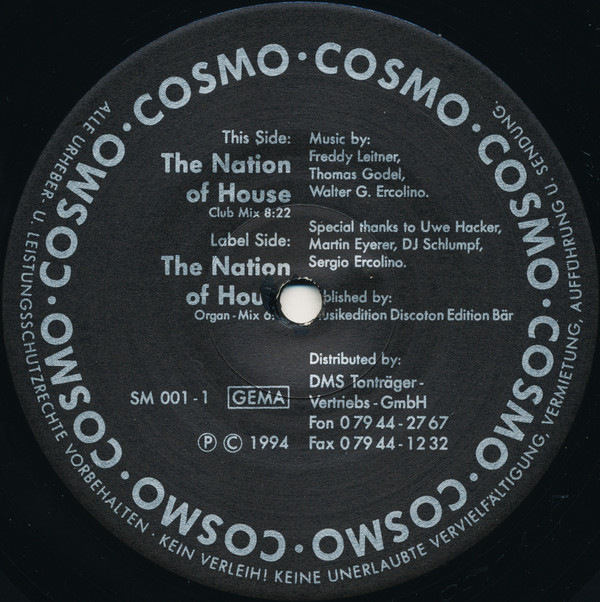 COSMO · COSMO · COSMO · COSMO · COSMO · COSMO · COSMO · COSMO · COSMO ·
ALLE URHEBER- U. LEISTUNGSSCHUTZRECHTE VORBEHALTEN · KEIN VERLEIH! KEINE UNERLAUBTE VERVIELFÄLTIGUNG, VERMIETUNG, AUFFÜHRUNG U. SENDUNG.
This Side:
The Nation
of House
Club Mix 8:22
Label Side:
The Nation
of
Organ - Mix
SM 001 - 1 GEMA
Ⓟ © 1994
Music by:
Freddy Leitner,
Thomas Godel,
Walter G. Ercolino.
Special thanks to Uwe Hacker,
Martin Eyerer, DJ Schlumpf,
Sergio Ercolino.
by:
Discoton Edition Bär
Distributed by:
DMS Tonträger -
Vertriebs - GmbH
Fon 0 79 44 - 27 67
Fax 0 79 44 - 12 32